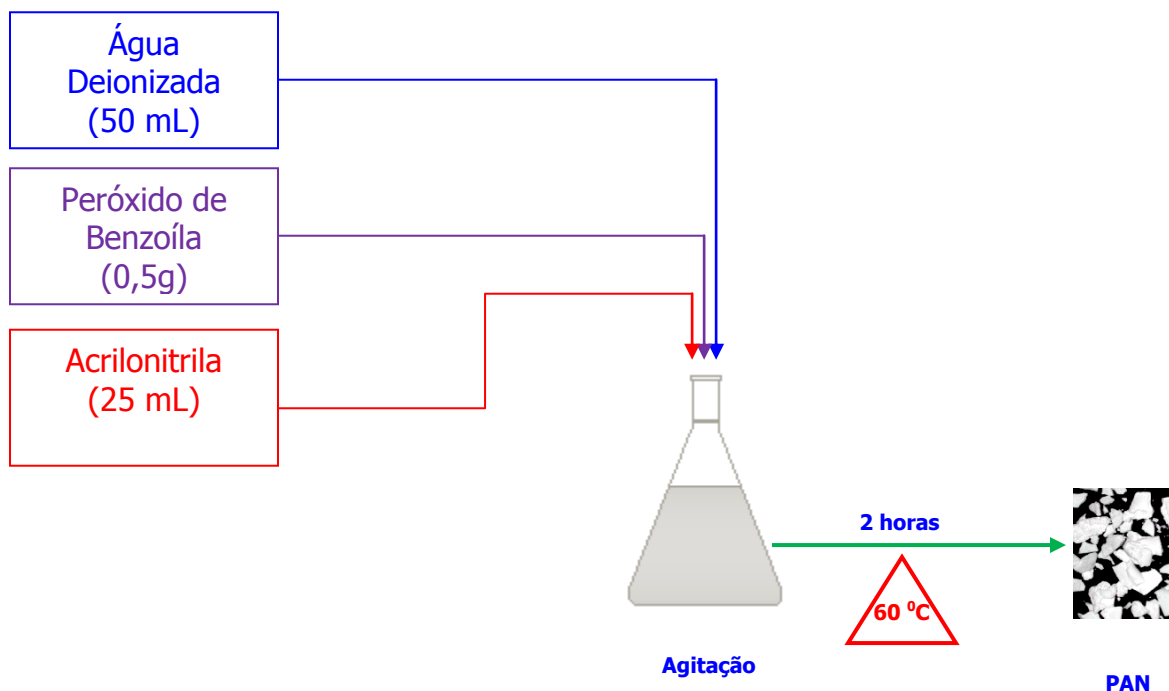 Água
Deionizada
(50 mL)
Peróxido de
Benzoíla
(0,5g)
Acrilonitrila
(25 mL)
2 horas
60 ⁰C
Agitação
PAN